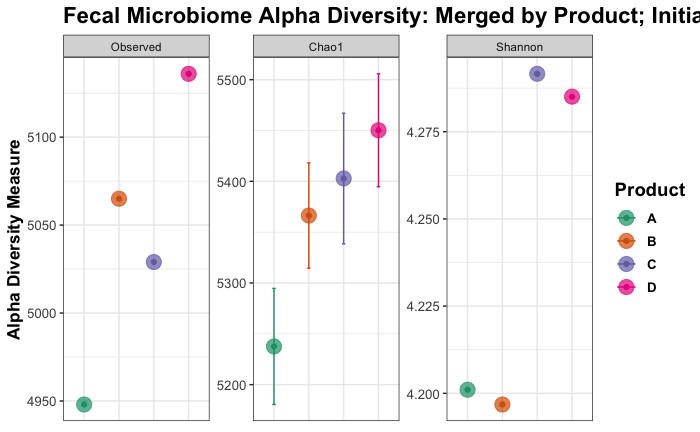 Fecal Microbiome Alpha Diversity: Merged by Product; Initia
Observed
Chao1
Shannon
Alpha Diversity Measure
5100
5050
5000
4950
5500
5400
5300
5200
4.275
4.250
4.225
4.200
Product
A
B
C
D